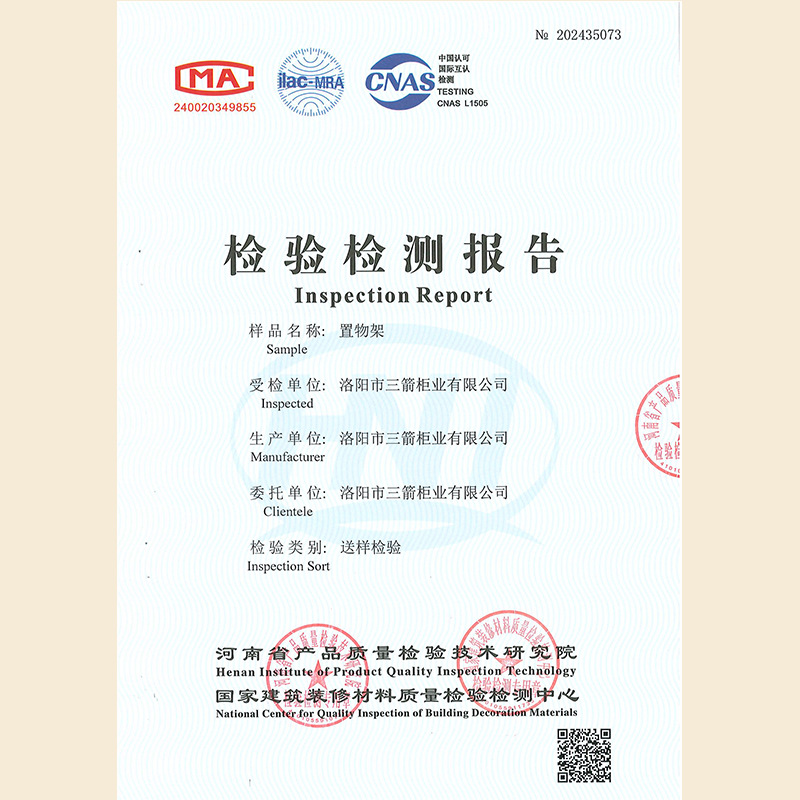 № 202435073
MA
240020349855
ilac-MRA
CNAS
中国认可
国际互认
检测
TESTING
CNAS L1505
检验检测报告
Inspection Report
样品名称: 置物架
Sample
受检单位: 洛阳市三箭柜业有限公司
Inspected
生产单位: 洛阳市三箭柜业有限公司
Manufacturer
委托单位: 洛阳市三箭柜业有限公司
Clientele
检验类别: 送样检验
Inspection Sort
河南省产品质量检验技术研究院
Henan Institute of Product Quality Inspection Technology
国家建筑装修材料质量检验检测中心
National Center for Quality Inspection of Building Decoration Materials